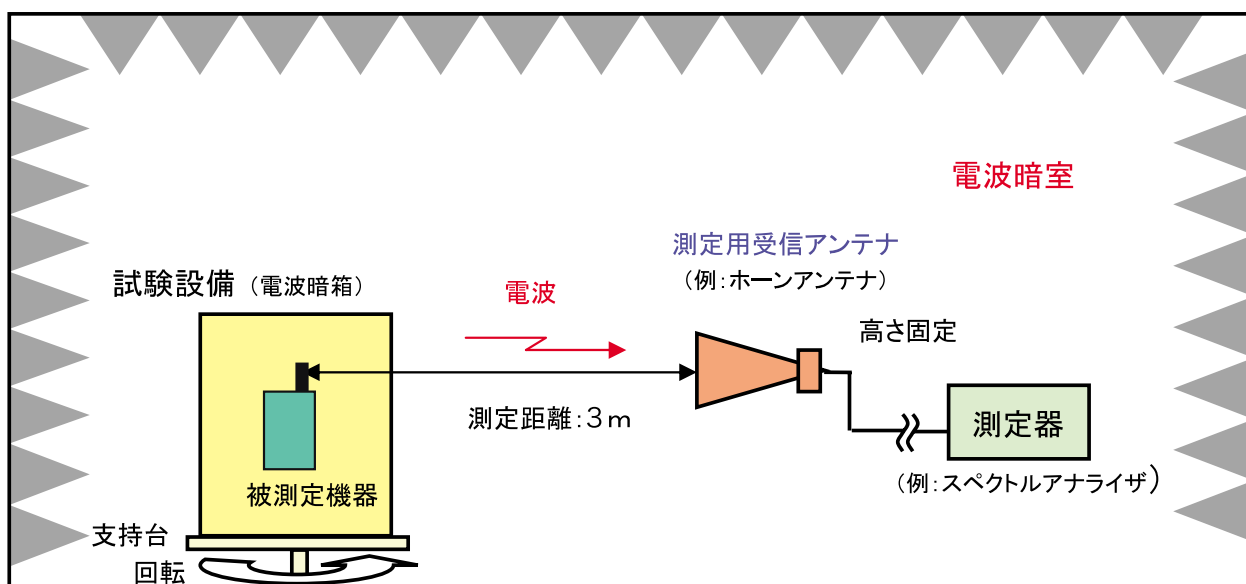 電波暗室
測定用受信アンテナ
(例:ホーンアンテナ)
試験設備(電波暗箱)
電波
高さ固定
測定距離:3m
測定器
(例:スペクトルアナライザ)
被測定機器
支持台
回転